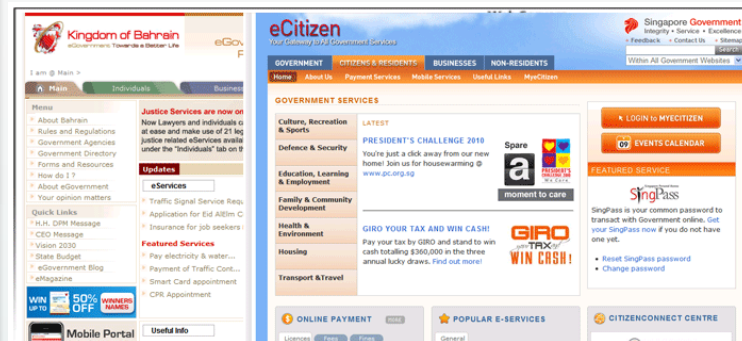 Kingdom of Bahrain
eGovernment Towards a Better Life
eGov
I am @ Main >
Main
Individuals
Business
Menu
About Bahrain
Rules and Regulations
Government Agencies
Government Directory
Forms and Resources
How do I ?
About eGovernment
Your opinion matters
Quick Links
H.H. DPM Message
CEO Message
Vision 2030
State Budget
eGovernment Blog
eMagazine
WIN UP TO 50% OFF WINNERS NAMES
Mobile Portal
Justice Services are now on
Now Lawyers and individuals c
at ease and make use of 21 leg
justice related eServices availa
under the "Individuals" tab on th
Updates
eServices
Traffic Signal Service Requ
Application for Eid AlEim C
Insurance for job seekers
Featured Services
Pay electricity & water...
Payment of Traffic Cont...
Smart Card appointment
CPR Appointment
Useful Info
eCitizen
Your Gateway to All Government Services
Singapore Government
Integrity • Service • Excellence
Feedback
Contact Us
Sitemap
Search
Within All Government Websites
GOVERNMENT
CITIZENS & RESIDENTS
BUSINESSES
NON-RESIDENTS
Home
About Us
Payment Services
Mobile Services
Useful Links
MyeCitizen
GOVERNMENT SERVICES
Culture, Recreation
& Sports
Defence & Security
Education, Learning
& Employment
Family & Community
Development
Health &
Environment
Housing
Transport &Travel
LATEST
PRESIDENT'S CHALLENGE 2010
You're just a click away from our new
home! Join us for housewarming @
www.pc.org.sg
Spare
a
moment to care
PRESIDENT'S
CHALLENGE 2010
GIRO YOUR TAX AND WIN CASH!
Pay your tax by GIRO and stand to win
cash totalling $360,000 in the three
annual lucky draws. Find out more!
GIRO
your TAX and
WIN CASH!
LOGIN to MYECITIZEN
09 EVENTS CALENDAR
FEATURED SERVICE
SingPass
SingPass is your common password to
transact with Government online. Get
your SingPass now if you do not have
one yet.
Reset SingPass password
Change password
ONLINE PAYMENT
Licences
Fees
Fines
POPULAR E-SERVICES
General
CITIZENCONNECT CENTRE